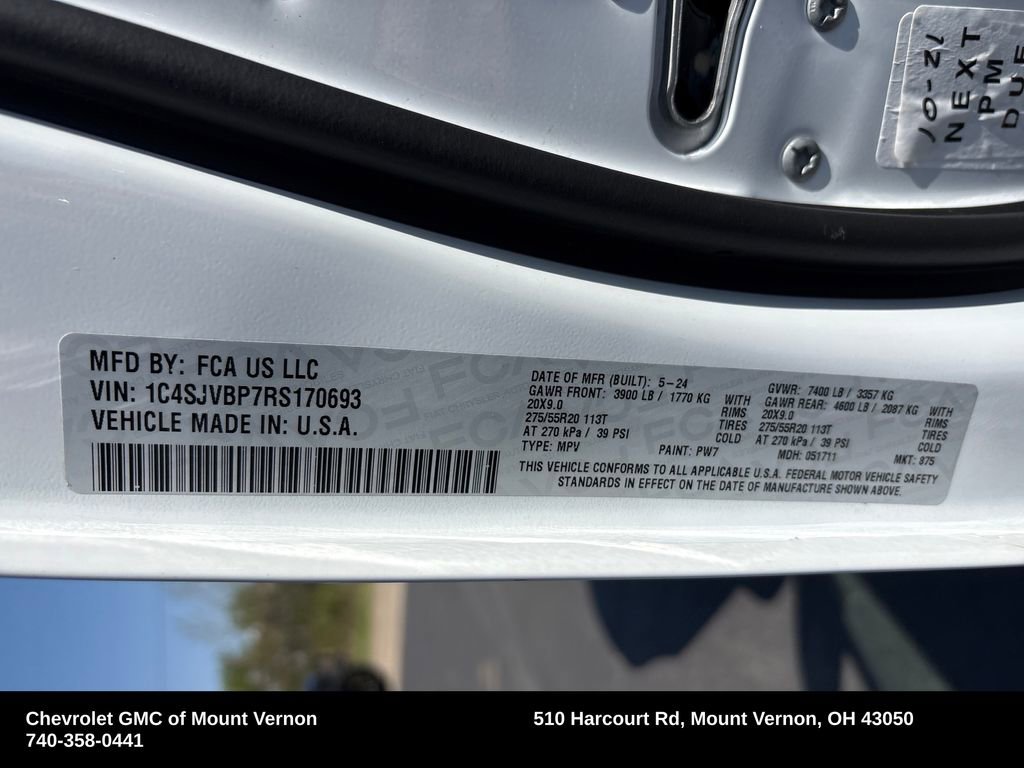 10-21
NEXT
PM
DUE
MFD BY: FCA US LLC
VIN: 1C4SJVBP7RS170693
VEHICLE MADE IN: U.S.A.
DATE OF MFR (BUILT): 5-24
GVWR: 7400 LB / 3357 KG
GAWR FRONT: 3900 LB / 1770 KG WITH
20X9.0 RIMS
275/55R20 113T TIRES
AT 270 kPa / 39 PSI COLD
GAWR REAR: 4600 LB / 2087 KG WITH
20X9.0 RIMS
275/55R20 113T TIRES
AT 270 kPa / 39 PSI COLD
TYPE: MPV PAINT: PW7 MDH: 051711 MKT: 875
THIS VEHICLE CONFORMS TO ALL APPLICABLE U.S.A. FEDERAL MOTOR VEHICLE SAFETY
STANDARDS IN EFFECT ON THE DATE OF MANUFACTURE SHOWN ABOVE.
Chevrolet GMC of Mount Vernon
740-358-0441
510 Harcourt Rd, Mount Vernon, OH 43050